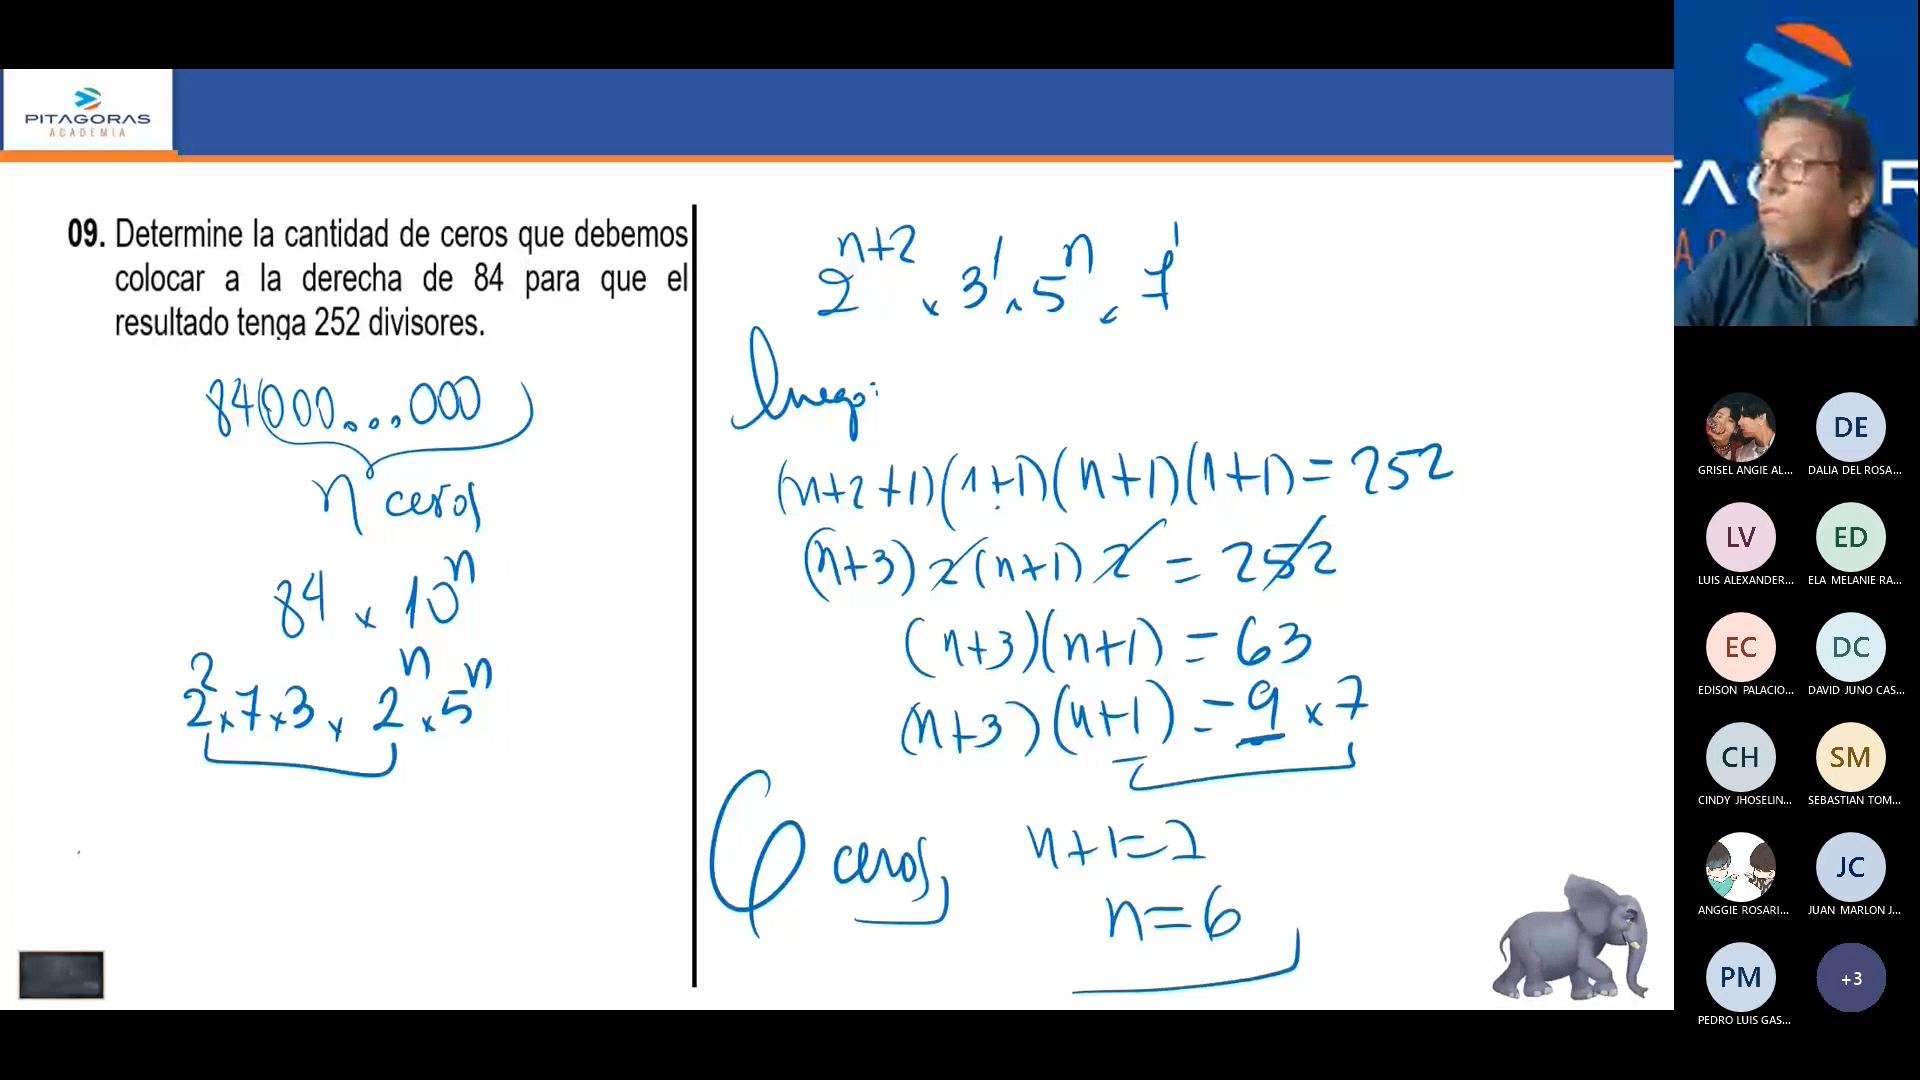 PITAGORAS
ACADEMIA
09. Determine la cantidad de ceros que debemos
colocar a la derecha de 84 para que el
resultado tenga 252 divisores.
84000...000
n ceros
84 x 10^n
2^2 x 7 x 3 x 2^n x 5^n
2^(n+2) x 3^1 x 5^n x 7^1
luego:
(n+2+1)(1+1)(n+1)(1+1) = 252
(n+3) 2 (n+1) 2 = 252
(n+3)(n+1) = 63
(n+3)(n+1) = 9 x 7
n+1=7
n=6
6 ceros
GRISEL ANGIE AL...
DE
DALIA DEL ROSA...
LV
LUIS ALEXANDER...
ED
ELA MELANIE RA...
EC
EDISON PALACIO...
DC
DAVID JUNO CAS...
CH
CINDY JHOSELIN...
SM
SEBASTIAN TOM...
ANGGIE ROSARI...
JC
JUAN MARLON J...
PM
PEDRO LUIS GAS...
+3